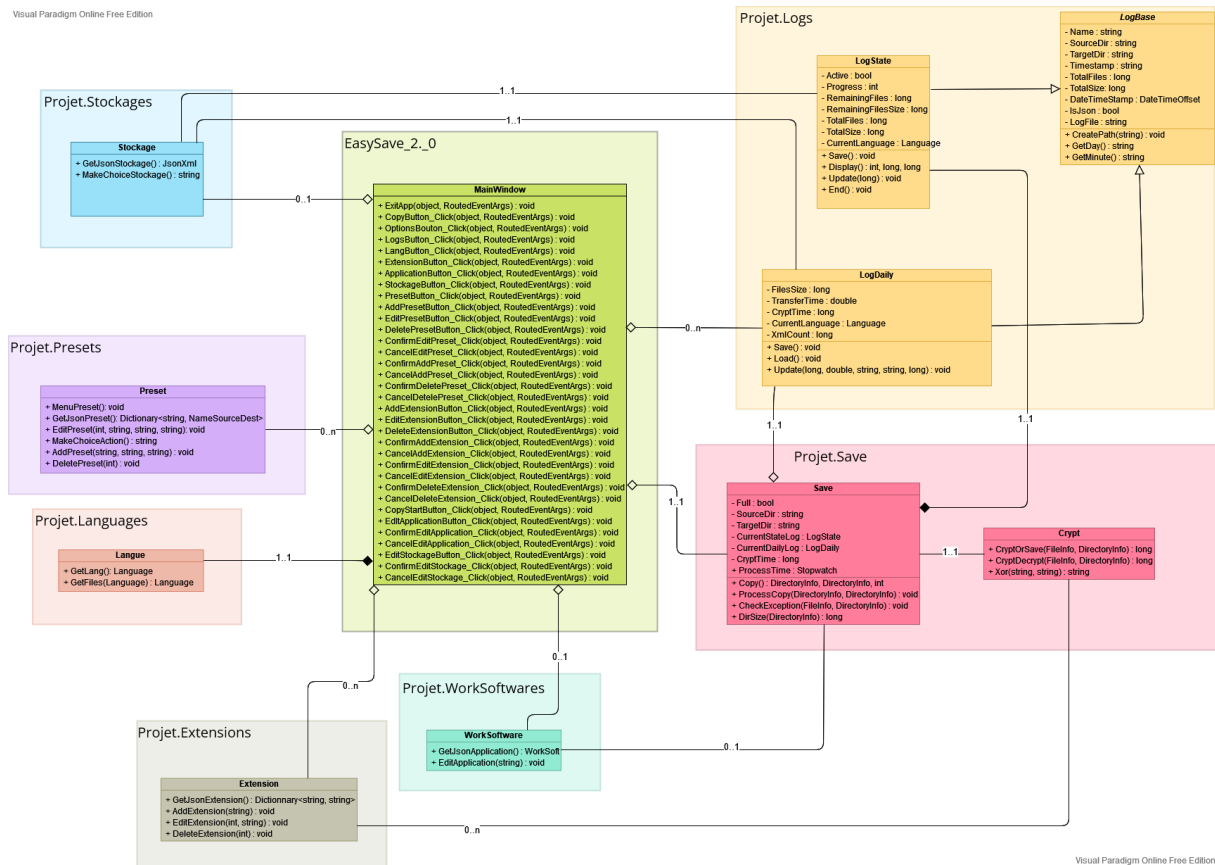 Visual Paradigm Online Free Edition
Projet.Logs
LogBase
- Name : string
- SourceDir : string
- TargetDir : string
- Timestamp : string
- TotalFiles : long
- TotalSize: long
- DateTimeStamp : DateTimeOffset
- IsJson : bool
- LogFile : string
+ CreatePath(string) : void
+ GetDay() : string
+ GetMinute() : string
LogState
- Active : bool
- Progress : int
- RemainingFiles : long
- RemainingFilesSize : long
- TotalFiles : long
- TotalSize : long
- CurrentLanguage : Language
+ Save() : void
+ Display() : int, long, long
+ Update(long) : void
+ End() : void
1..1
1..1
Projet.Stockages
Stockage
+ GetJsonStockage() : JsonXml
+ MakeChoiceStockage() : string
0..1
EasySave_2._0
MainWindow
+ ExitApp(object, RoutedEventArgs) : void
+ CopyButton_Click(object, RoutedEventArgs) : void
+ OptionsBouton_Click(object, RoutedEventArgs) : void
+ LogsButton_Click(object, RoutedEventArgs) : void
+ LangButton_Click(object, RoutedEventArgs) : void
+ ExtensionButton_Click(object, RoutedEventArgs) : void
+ ApplicationButton_Click(object, RoutedEventArgs) : void
+ StockageButton_Click(object, RoutedEventArgs) : void
+ PresetButton_Click(object, RoutedEventArgs) : void
+ AddPresetButton_Click(object, RoutedEventArgs) : void
+ EditPresetButton_Click(object, RoutedEventArgs) : void
+ DeletePresetButton_Click(object, RoutedEventArgs) : void
+ ConfirmEditPreset_Click(object, RoutedEventArgs) : void
+ CancelEditPreset_Click(object, RoutedEventArgs) : void
+ ConfirmAddPreset_Click(object, RoutedEventArgs) : void
+ CancelAddPreset_Click(object, RoutedEventArgs) : void
+ ConfirmDeletePreset_Click(object, RoutedEventArgs) : void
+ CancelDeletePreset_Click(object, RoutedEventArgs) : void
+ AddExtensionButton_Click(object, RoutedEventArgs) : void
+ EditExtensionButton_Click(object, RoutedEventArgs) : void
+ DeleteExtensionButton_Click(object, RoutedEventArgs) : void
+ ConfirmAddExtension_Click(object, RoutedEventArgs) : void
+ CancelAddExtension_Click(object, RoutedEventArgs) : void
+ ConfirmEditExtension_Click(object, RoutedEventArgs) : void
+ CancelEditExtension_Click(object, RoutedEventArgs) : void
+ ConfirmDeleteExtension_Click(object, RoutedEventArgs) : void
+ CancelDeleteExtension_Click(object, RoutedEventArgs) : void
+ CopyStartButton_Click(object, RoutedEventArgs) : void
+ EditApplicationButton_Click(object, RoutedEventArgs) : void
+ ConfirmEditApplication_Click(object, RoutedEventArgs) : void
+ CancelEditApplication_Click(object, RoutedEventArgs) : void
+ EditStockageButton_Click(object, RoutedEventArgs) : void
+ ConfirmEditStockage_Click(object, RoutedEventArgs) : void
+ CancelEditStockage_Click(object, RoutedEventArgs) : void
LogDaily
- FilesSize : long
- TransferTime : double
- CryptTime : long
- CurrentLanguage : Language
- XmlCount : long
+ Save() : void
+ Load() : void
+ Update(long, double, string, string, long) : void
0..n
1..1
1..1
Projet.Presets
Preset
+ MenuPreset(): void
+ GetJsonPreset(): Dictionary<string, NameSourceDest>
+ EditPreset(int, string, string, string): void
+ MakeChoiceAction() : string
+ AddPreset(string, string, string) : void
+ DeletePreset(int) : void
0..n
Projet.Save
Save
- Full : bool
- SourceDir : string
- TargetDir : string
- CurrentStateLog : LogState
- CurrentDailyLog : LogDaily
- CryptTime : long
+ ProcessTime : Stopwatch
+ Copy() : DirectoryInfo, DirectoryInfo, int
+ ProcessCopy(DirectoryInfo, DirectoryInfo) : void
+ CheckException(FileInfo, DirectoryInfo) : void
+ DirSize(DirectoryInfo) : long
1..1
1..1
Crypt
+ CryptOrSave(FileInfo, DirectoryInfo) : long
+ CryptDecrypt(FileInfo, DirectoryInfo) : long
+ Xor(string, string) : string
Projet.Languages
Langue
+ GetLang(): Language
+ GetFiles(Language) : Language
1..1
0..1
0..n
Projet.WorkSoftwares
WorkSoftware
+ GetJsonApplication() : WorkSoft
+ EditApplication(string) : void
0..1
Projet.Extensions
Extension
+ GetJsonExtension() : Dictionnary<string, string>
+ AddExtension(string) : void
+ EditExtension(int, string) : void
+ DeleteExtension(int) : void
0..n
Visual Paradigm Online Free Edition